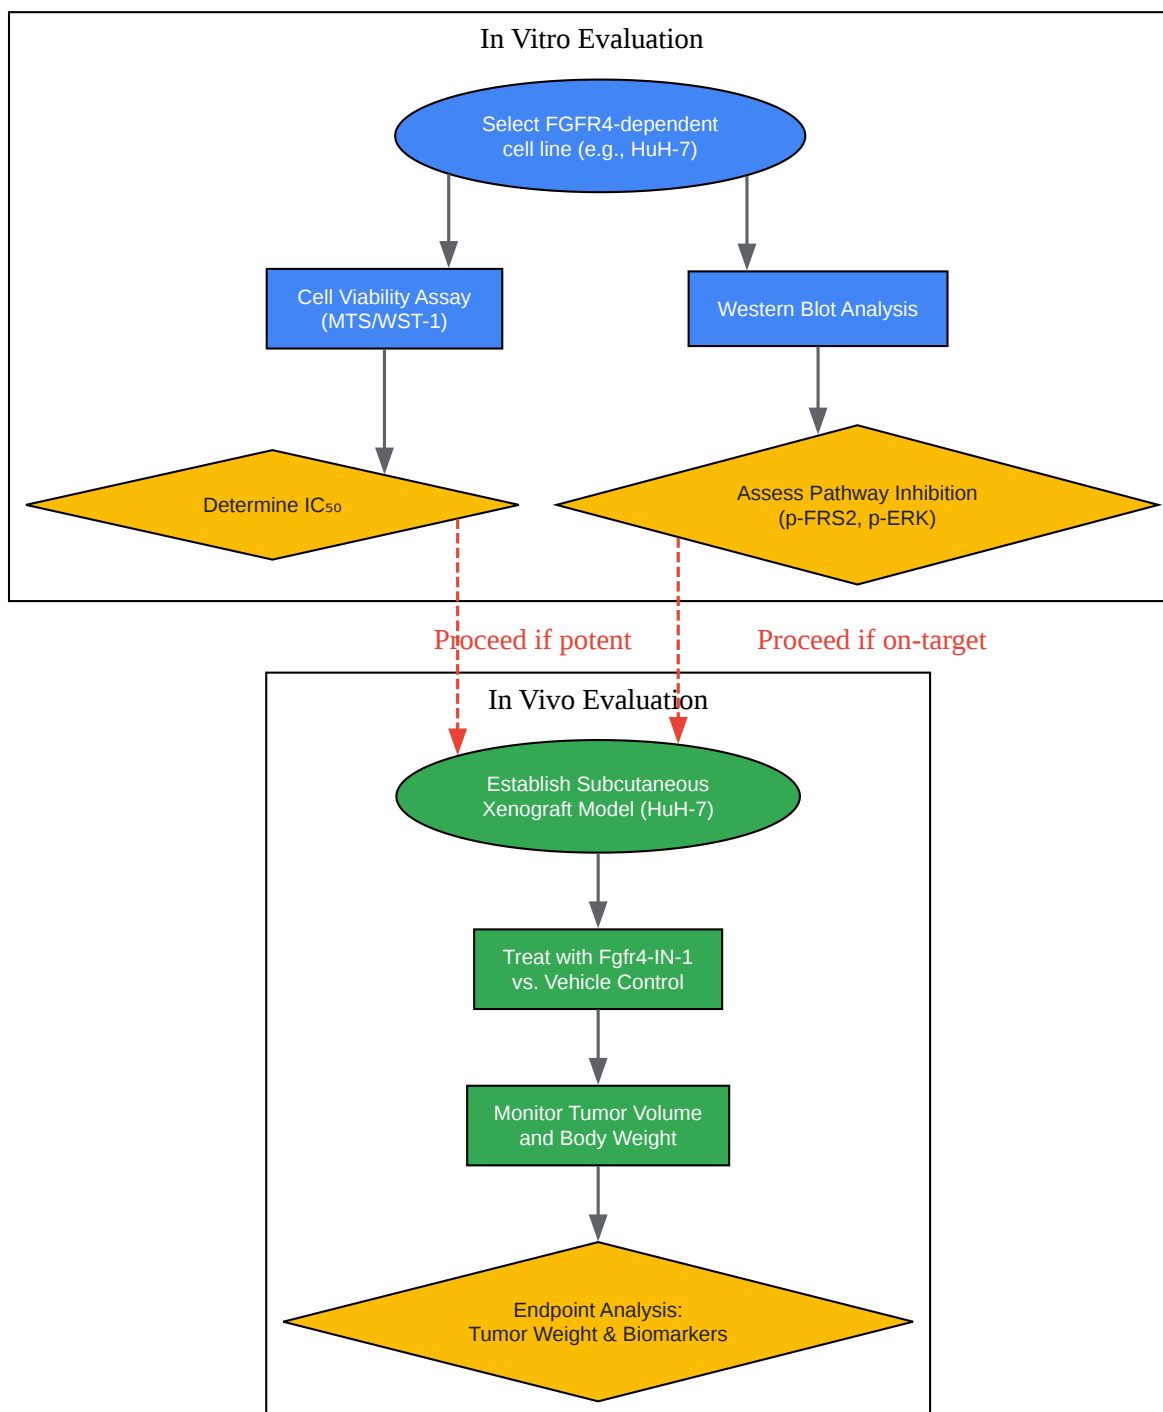 In Vitro Evaluation
Select FGFR4-dependent
cell line (e.g., HuH-7)
Cell Viability Assay
(MTS/WST-1)
Western Blot Analysis
Determine IC₅₀
Assess Pathway Inhibition
(p-FRS2, p-ERK)
Proceed if potent
Proceed if on-target
In Vivo Evaluation
Establish Subcutaneous
Xenograft Model (HuH-7)
Treat with Fgfr4-IN-1
vs. Vehicle Control
Monitor Tumor Volume
and Body Weight
Endpoint Analysis:
Tumor Weight & Biomarkers